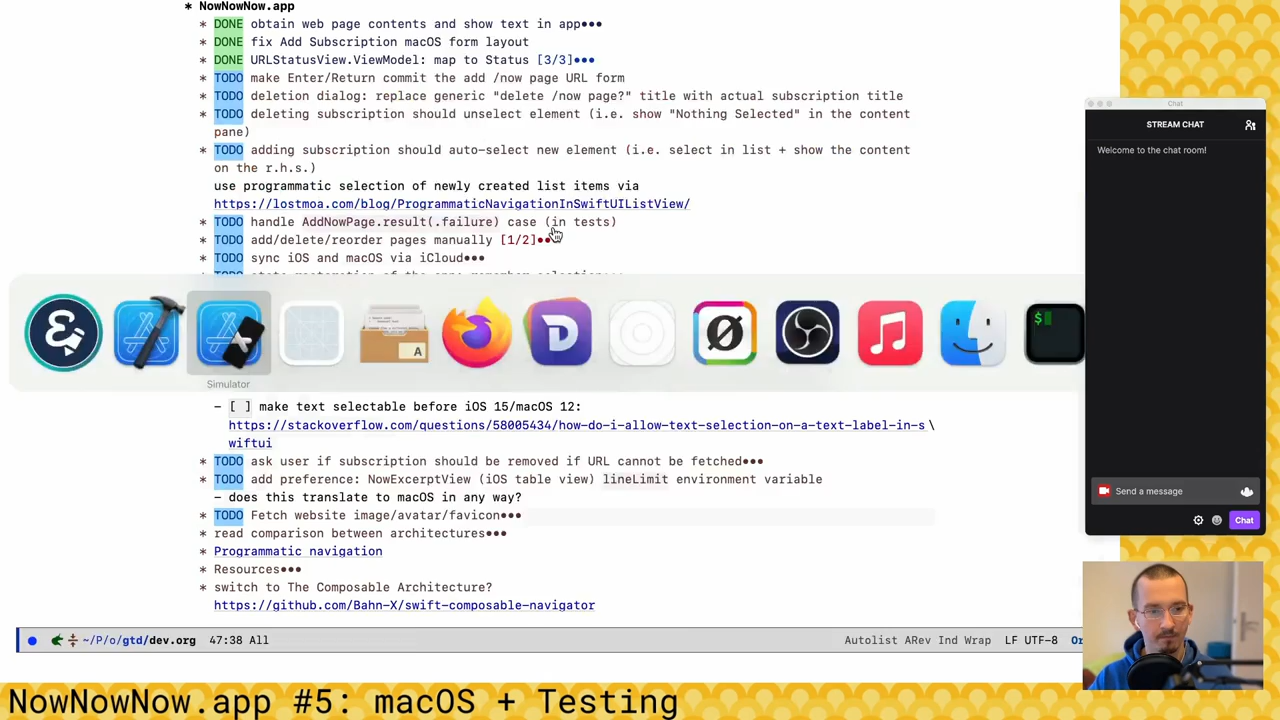 * NowNowNow.app
* DONE obtain web page contents and show text in app•••
* DONE fix Add Subscription macOS form layout
* DONE URLStatusView.ViewModel: map to Status [3/3]•••
* TODO make Enter/Return commit the add /now page URL form
* TODO deletion dialog: replace generic "delete /now page?" title with actual subscription title
* TODO deleting subscription should unselect element (i.e. show "Nothing Selected" in the content
pane)
* TODO adding subscription should auto-select new element (i.e. select in list + show the content
on the r.h.s.)
use programmatic selection of newly created list items via
https://lostmoa.com/blog/ProgrammaticNavigationInSwiftUIListView/
* TODO handle AddNowPage.result(.failure) case (in tests)
* TODO add/delete/reorder pages manually [1/2]••
* TODO sync iOS and macOS via iCloud•••
A
$
Simulator
- [ ] make text selectable before iOS 15/macOS 12:
https://stackoverflow.com/questions/58005434/how-do-i-allow-text-selection-on-a-text-label-in-s\
wiftui
* TODO ask user if subscription should be removed if URL cannot be fetched•••
* TODO add preference: NowExcerptView (iOS table view) lineLimit environment variable
- does this translate to macOS in any way?
* TODO Fetch website image/avatar/favicon•••
* read comparison between architectures•••
* Programmatic navigation
* Resources•••
* switch to The Composable Architecture?
https://github.com/Bahn-X/swift-composable-navigator
~/P/o/gtd/dev.org 47:38 All Autolist ARev Ind Wrap LF UTF-8 Or
Chat
STREAM CHAT
Welcome to the chat room!
Send a message
Chat
NowNowNow.app #5: macOS + Testing